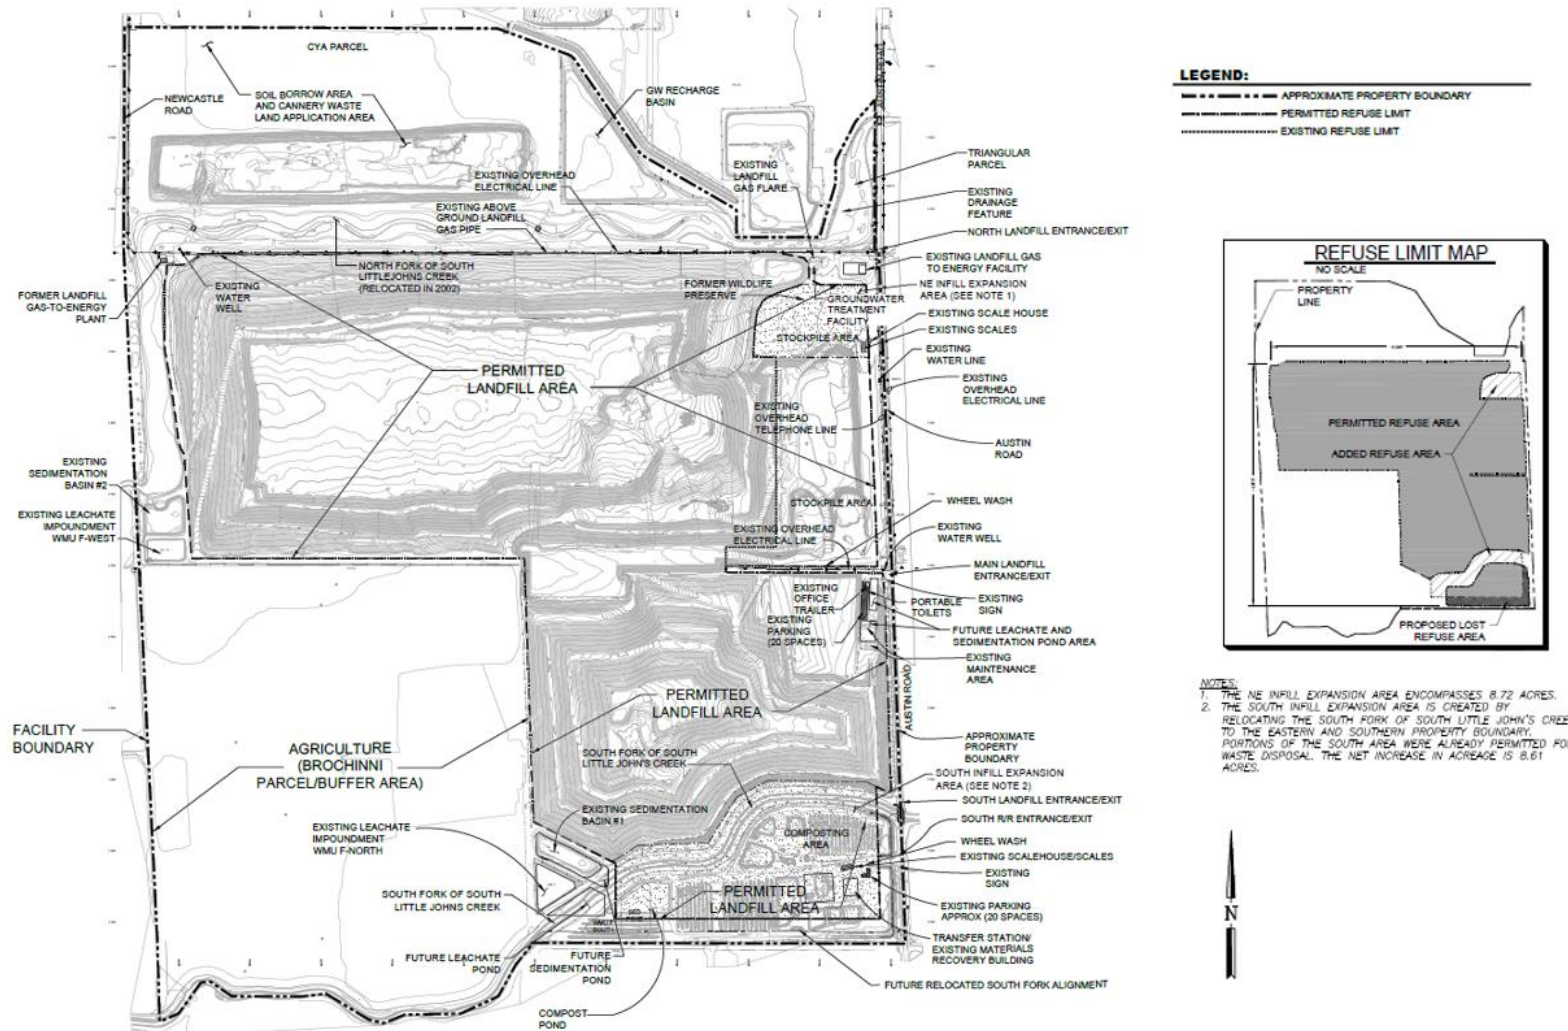 CYA PARCEL
NEWCASTLE
ROAD
SOIL BORROW AREA
AND CANNERY WASTE
LAND APPLICATION AREA
GW RECHARGE
BASIN
EXISTING OVERHEAD
ELECTRICAL LINE
EXISTING ABOVE
GROUND LANDFILL
GAS PIPE
EXISTING
LANDFILL
GAS FLARE
TRIANGULAR
PARCEL
EXISTING
DRAINAGE
FEATURE
NORTH LANDFILL ENTRANCE/EXIT
EXISTING LANDFILL GAS
TO ENERGY FACILITY
NE INFILL EXPANSION
AREA (SEE NOTE 1)
EXISTING SCALE HOUSE
EXISTING SCALES
EXISTING
WATER LINE
EXISTING
OVERHEAD
ELECTRICAL LINE
AUSTIN
ROAD
FORMER LANDFILL
GAS-TO-ENERGY
PLANT
EXISTING
WATER
WELL
NORTH FORK OF SOUTH
LITTLEJOHNS CREEK
(RELOCATED IN 2002)
FORMER WILDLIFE
PRESERVE
GROUNDWATER
TREATMENT
FACILITY
STOCKPILE AREA
PERMITTED
LANDFILL AREA
EXISTING
OVERHEAD
TELEPHONE LINE
EXISTING
SEDIMENTATION
BASIN #2
EXISTING LEACHATE
IMPOUNDMENT
WMU F-WEST
STOCKPILE AREA
EXISTING OVERHEAD
ELECTRICAL LINE
WHEEL WASH
EXISTING
WATER WELL
MAIN LANDFILL
ENTRANCE/EXIT
EXISTING
OFFICE
TRAILER
PORTABLE
TOILETS
EXISTING
SIGN
EXISTING
PARKING
(20 SPACES)
FUTURE LEACHATE AND
SEDIMENTATION POND AREA
EXISTING
MAINTENANCE
AREA
AUSTIN ROAD
PERMITTED
LANDFILL AREA
FACILITY
BOUNDARY
AGRICULTURE
(BROCHINNI
PARCEL/BUFFER AREA)
SOUTH FORK OF SOUTH
LITTLE JOHN'S CREEK
APPROXIMATE
PROPERTY
BOUNDARY
SOUTH INFILL EXPANSION
AREA (SEE NOTE 2)
SOUTH LANDFILL ENTRANCE/EXIT
SOUTH R/R ENTRANCE/EXIT
WHEEL WASH
EXISTING SCALEHOUSE/SCALES
EXISTING
SIGN
EXISTING PARKING
APPROX (20 SPACES)
TRANSFER STATION/
EXISTING MATERIALS
RECOVERY BUILDING
FUTURE RELOCATED SOUTH FORK ALIGNMENT
EXISTING SEDIMENTATION
BASIN #1
COMPOSTING
AREA
EXISTING LEACHATE
IMPOUNDMENT
WMU F-NORTH
SOUTH FORK OF SOUTH
LITTLE JOHNS CREEK
PERMITTED
LANDFILL AREA
FUTURE LEACHATE
POND
FUTURE
SEDIMENTATION
POND
COMPOST
POND
LEGEND:
APPROXIMATE PROPERTY BOUNDARY
PERMITTED REFUSE LIMIT
EXISTING REFUSE LIMIT
REFUSE LIMIT MAP
NO SCALE
PROPERTY
LINE
PERMITTED REFUSE AREA
ADDED REFUSE AREA
PROPOSED LOST
REFUSE AREA
NOTES:
1. THE NE INFILL EXPANSION AREA ENCOMPASSES 8.72 ACRES.
2. THE SOUTH INFILL EXPANSION AREA IS CREATED BY
RELOCATING THE SOUTH FORK OF SOUTH LITTLE JOHN'S CREE
TO THE EASTERN AND SOUTHERN PROPERTY BOUNDARY.
PORTIONS OF THE SOUTH AREA WERE ALREADY PERMITTED FO
WASTE DISPOSAL. THE NET INCREASE IN ACREAGE IS 8.61
ACRES.
N